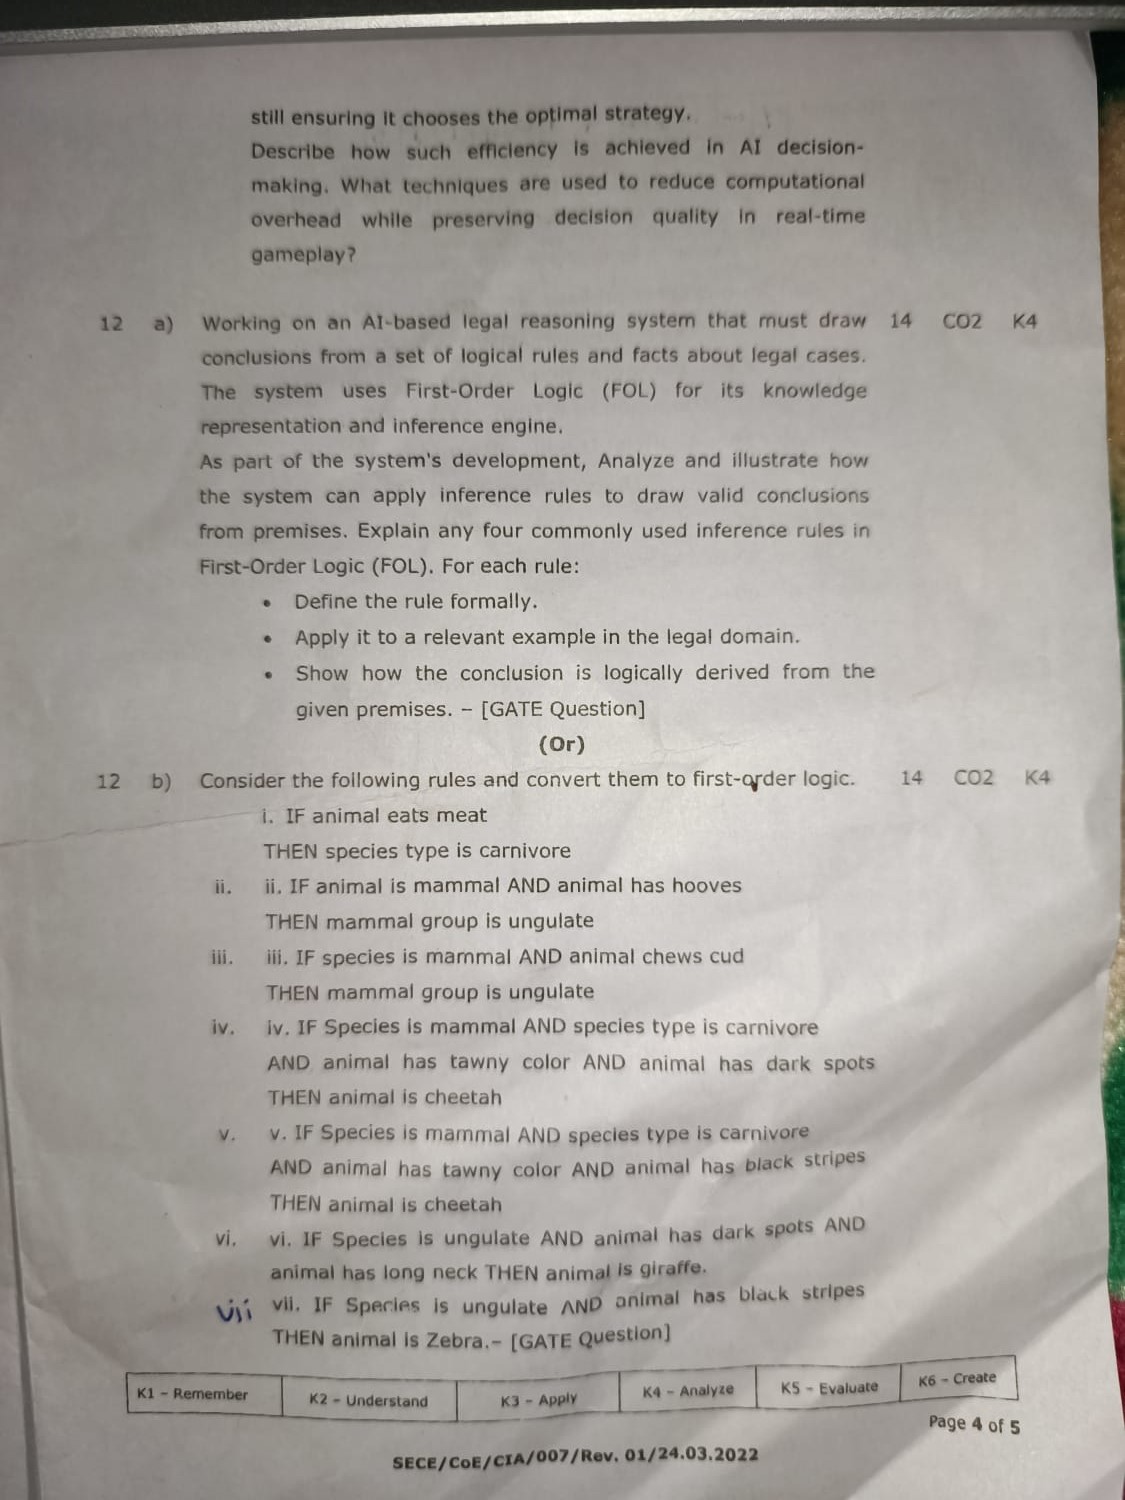 still ensuring it chooses the optimal strategy.
Describe how such efficiency is achieved in AI decision-
making. What techniques are used to reduce computational
overhead while preserving decision quality in real-time
gameplay?
12 a) Working on an AI-based legal reasoning system that must draw 14 CO2 K4
conclusions from a set of logical rules and facts about legal cases.
The system uses First-Order Logic (FOL) for its knowledge
representation and inference engine.
As part of the system's development, Analyze and illustrate how
the system can apply inference rules to draw valid conclusions
from premises. Explain any four commonly used inference rules in
First-Order Logic (FOL). For each rule:
• Define the rule formally.
• Apply it to a relevant example in the legal domain.
• Show how the conclusion is logically derived from the
given premises. – [GATE Question]
(Or)
12 b) Consider the following rules and convert them to first-order logic. 14 CO2 K4
i. IF animal eats meat
THEN species type is carnivore
ii. ii. IF animal is mammal AND animal has hooves
THEN mammal group is ungulate
iii. iii. IF species is mammal AND animal chews cud
THEN mammal group is ungulate
iv. iv. IF Species is mammal AND species type is carnivore
AND animal has tawny color AND animal has dark spots
THEN animal is cheetah
v. v. IF Species is mammal AND species type is carnivore
AND animal has tawny color AND animal has black stripes
THEN animal is cheetah
vi. vi. IF Species is ungulate AND animal has dark spots AND
animal has long neck THEN animal is giraffe.
vii vii. IF Species is ungulate AND animal has black stripes
THEN animal is Zebra.– [GATE Question]
K1 – Remember K2 – Understand K3 – Apply K4 – Analyze K5 – Evaluate K6 – Create
Page 4 of 5
SECE/CoE/CIA/007/Rev. 01/24.03.2022